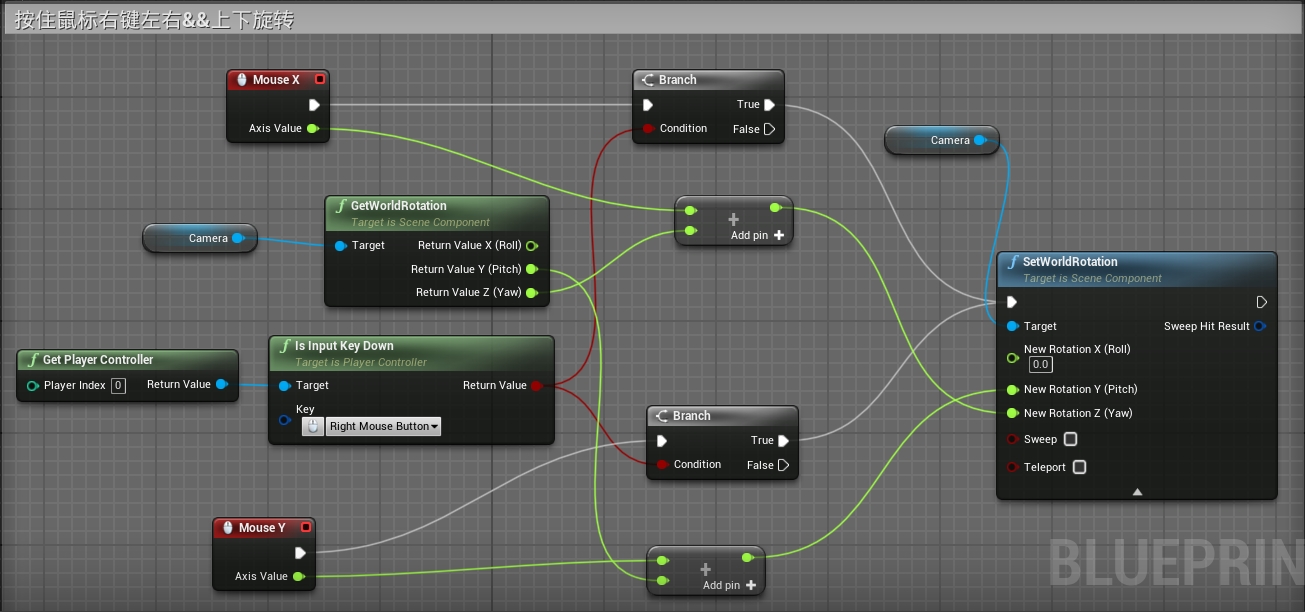 按住鼠标右键左右&&上下旋转
Mouse X
Axis Value
Branch
True
Condition
False
Camera
Add pin
GetWorldRotation
Target is Scene Component
Camera
Target
Return Value X (Roll)
Return Value Y (Pitch)
Return Value Z (Yaw)
SetWorldRotation
Target is Scene Component
Target
Sweep Hit Result
New Rotation X (Roll)
0.0
New Rotation Y (Pitch)
New Rotation Z (Yaw)
Sweep
Teleport
Get Player Controller
Player Index 0
Return Value
Is Input Key Down
Target is Player Controller
Target
Return Value
Key
Right Mouse Button
Branch
True
Condition
False
Mouse Y
Axis Value
Add pin
BLUEPRIN